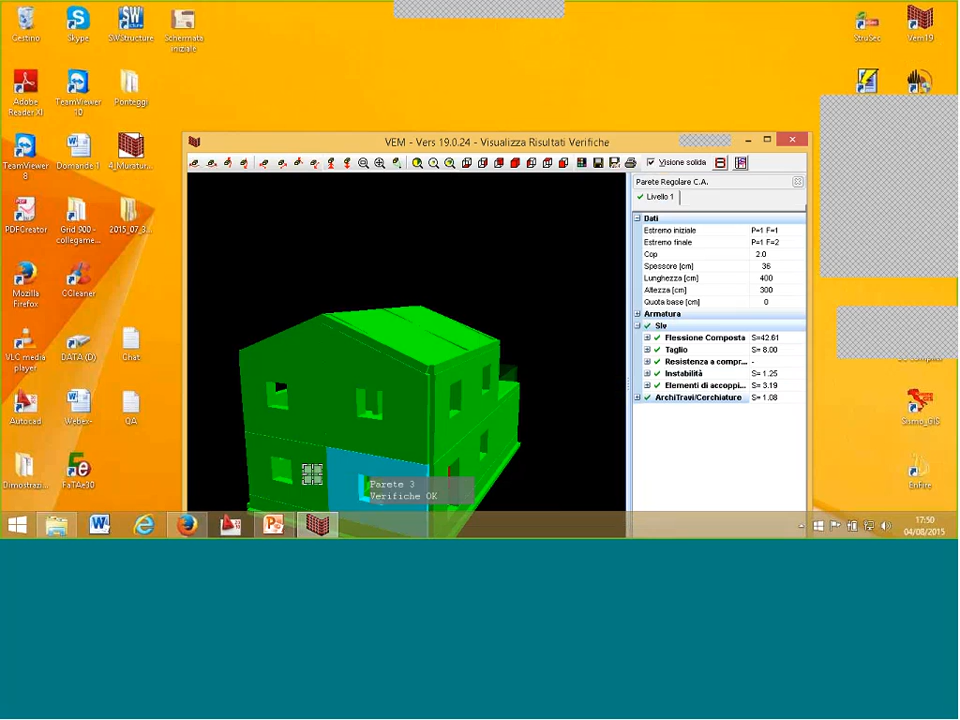 Cestino
Skype
SWStructure
Schermata
iniziale
StruSec
Vem19
Adobe
Reader XI
TeamViewer
10
Ponteggi
TeamViewer
8
Domande 1
4_Muratur...
PDFCreator
Grid 900 -
collegame...
2015_07_3...
Mozilla
Firefox
CCleaner
VLC media
player
DATA (D)
Chat
Autocad
Webex-
QA
Dimostrazi...
FaTAe30
Sismo_GIS
EnFire
VEM - Vers 19.0.24 - Visualizza Risultati Verifiche
Visione solida
Parete Regolare C.A.
Livello 1
Dati
Estremo iniziale P=1 F=1
Estremo finale P=1 F=2
Cop 2.0
Spessore [cm] 36
Lunghezza [cm] 400
Altezza [cm] 300
Quota base [cm] 0
Armatura
Slv
Flessione Composta S=42.61
Taglio S= 8.00
Resistenza a compr... -
Instabilità S= 1.25
Elementi di accoppi... S= 3.19
ArchiTravi/Cerchiature S= 1.08
Parete 3
Verifiche OK
17:50
04/08/2015